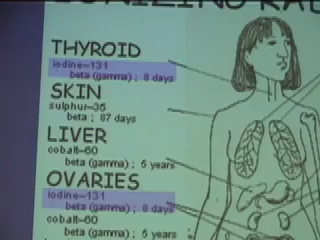 THYROID
iodine-131
beta (gamma) ; 8 days
SKIN
sulphur-35
beta ; 87 days
LIVER
cobalt-60
beta (gamma) ; 5 years
OVARIES
iodine-131
beta (gamma) ; 8 days
cobalt-60
beta (gamma) ; 5 years